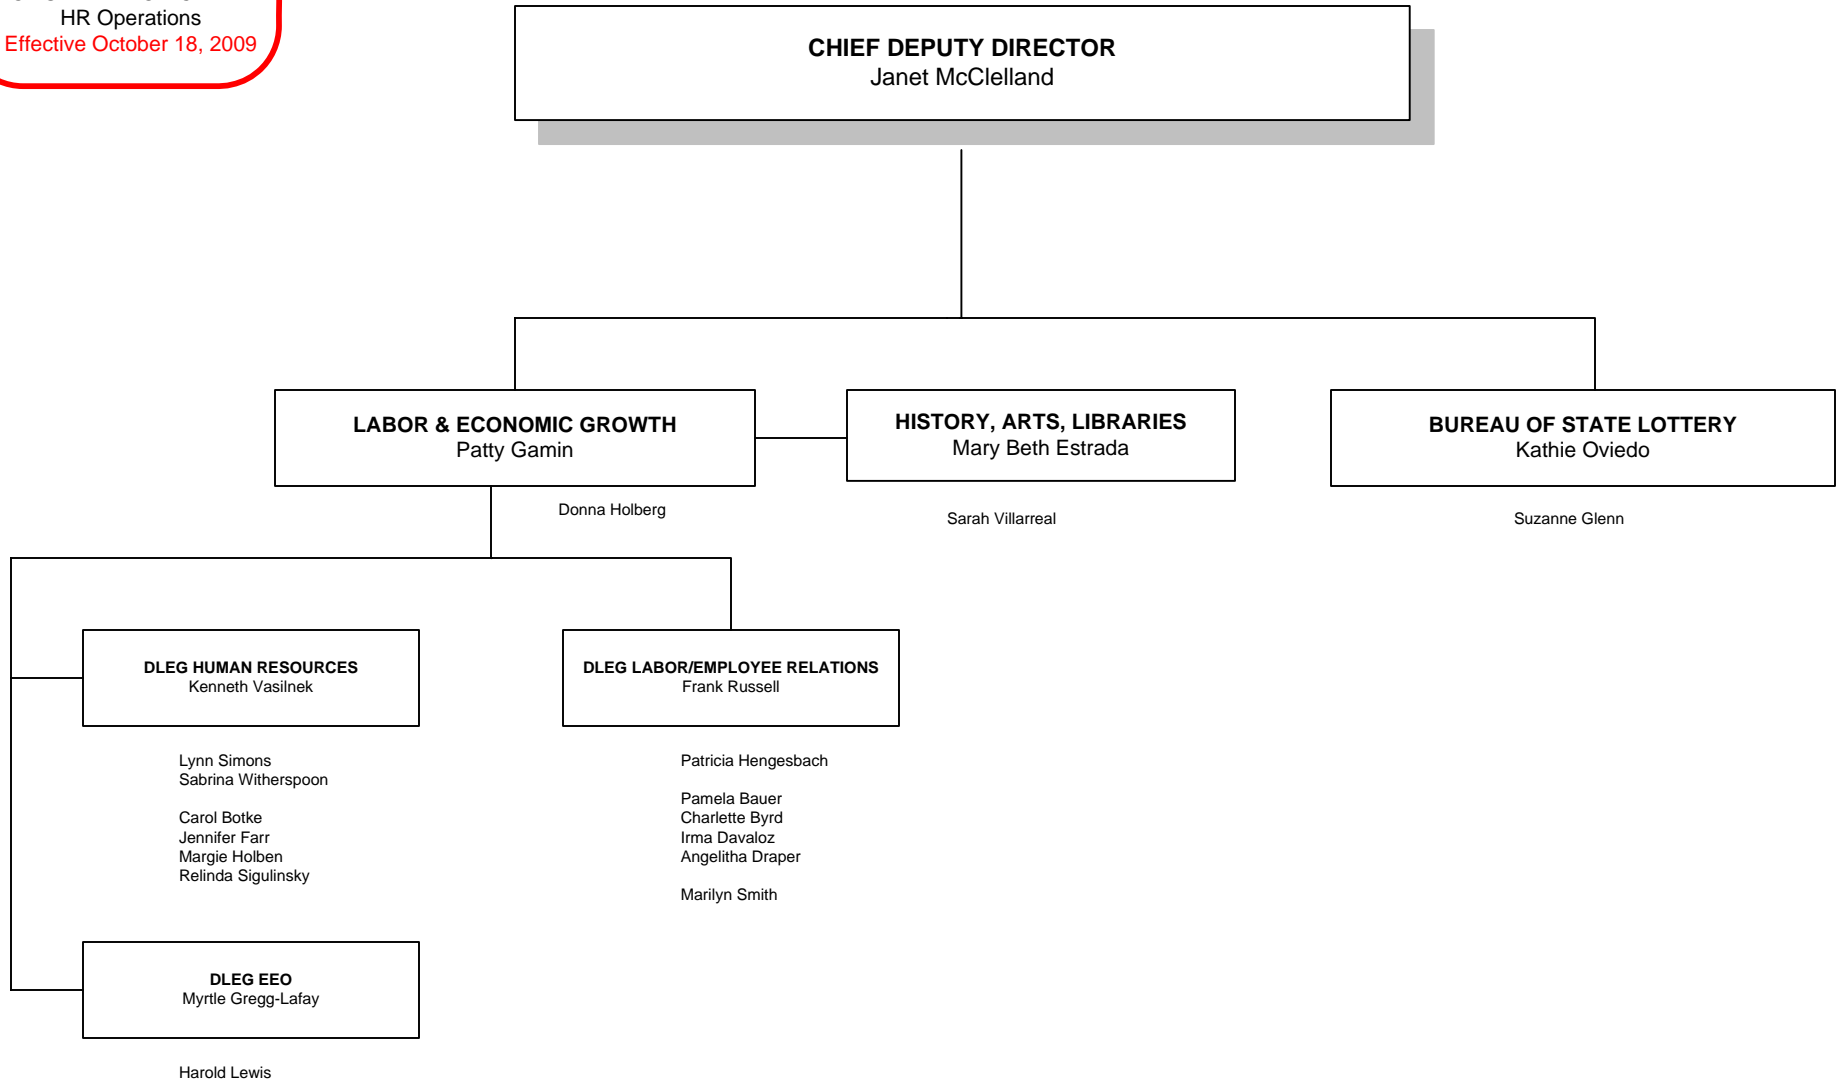 HR Operations
Effective October 18, 2009
CHIEF DEPUTY DIRECTOR
Janet McClelland
LABOR & ECONOMIC GROWTH
Patty Gamin
HISTORY, ARTS, LIBRARIES
Mary Beth Estrada
BUREAU OF STATE LOTTERY
Kathie Oviedo
Donna Holberg
Sarah Villarreal
Suzanne Glenn
DLEG HUMAN RESOURCES
Kenneth Vasilnek
DLEG LABOR/EMPLOYEE RELATIONS
Frank Russell
Lynn Simons
Sabrina Witherspoon
Carol Botke
Jennifer Farr
Margie Holben
Relinda Sigulinsky
Patricia Hengesbach
Pamela Bauer
Charlette Byrd
Irma Davaloz
Angelitha Draper
Marilyn Smith
DLEG EEO
Myrtle Gregg-Lafay
Harold Lewis